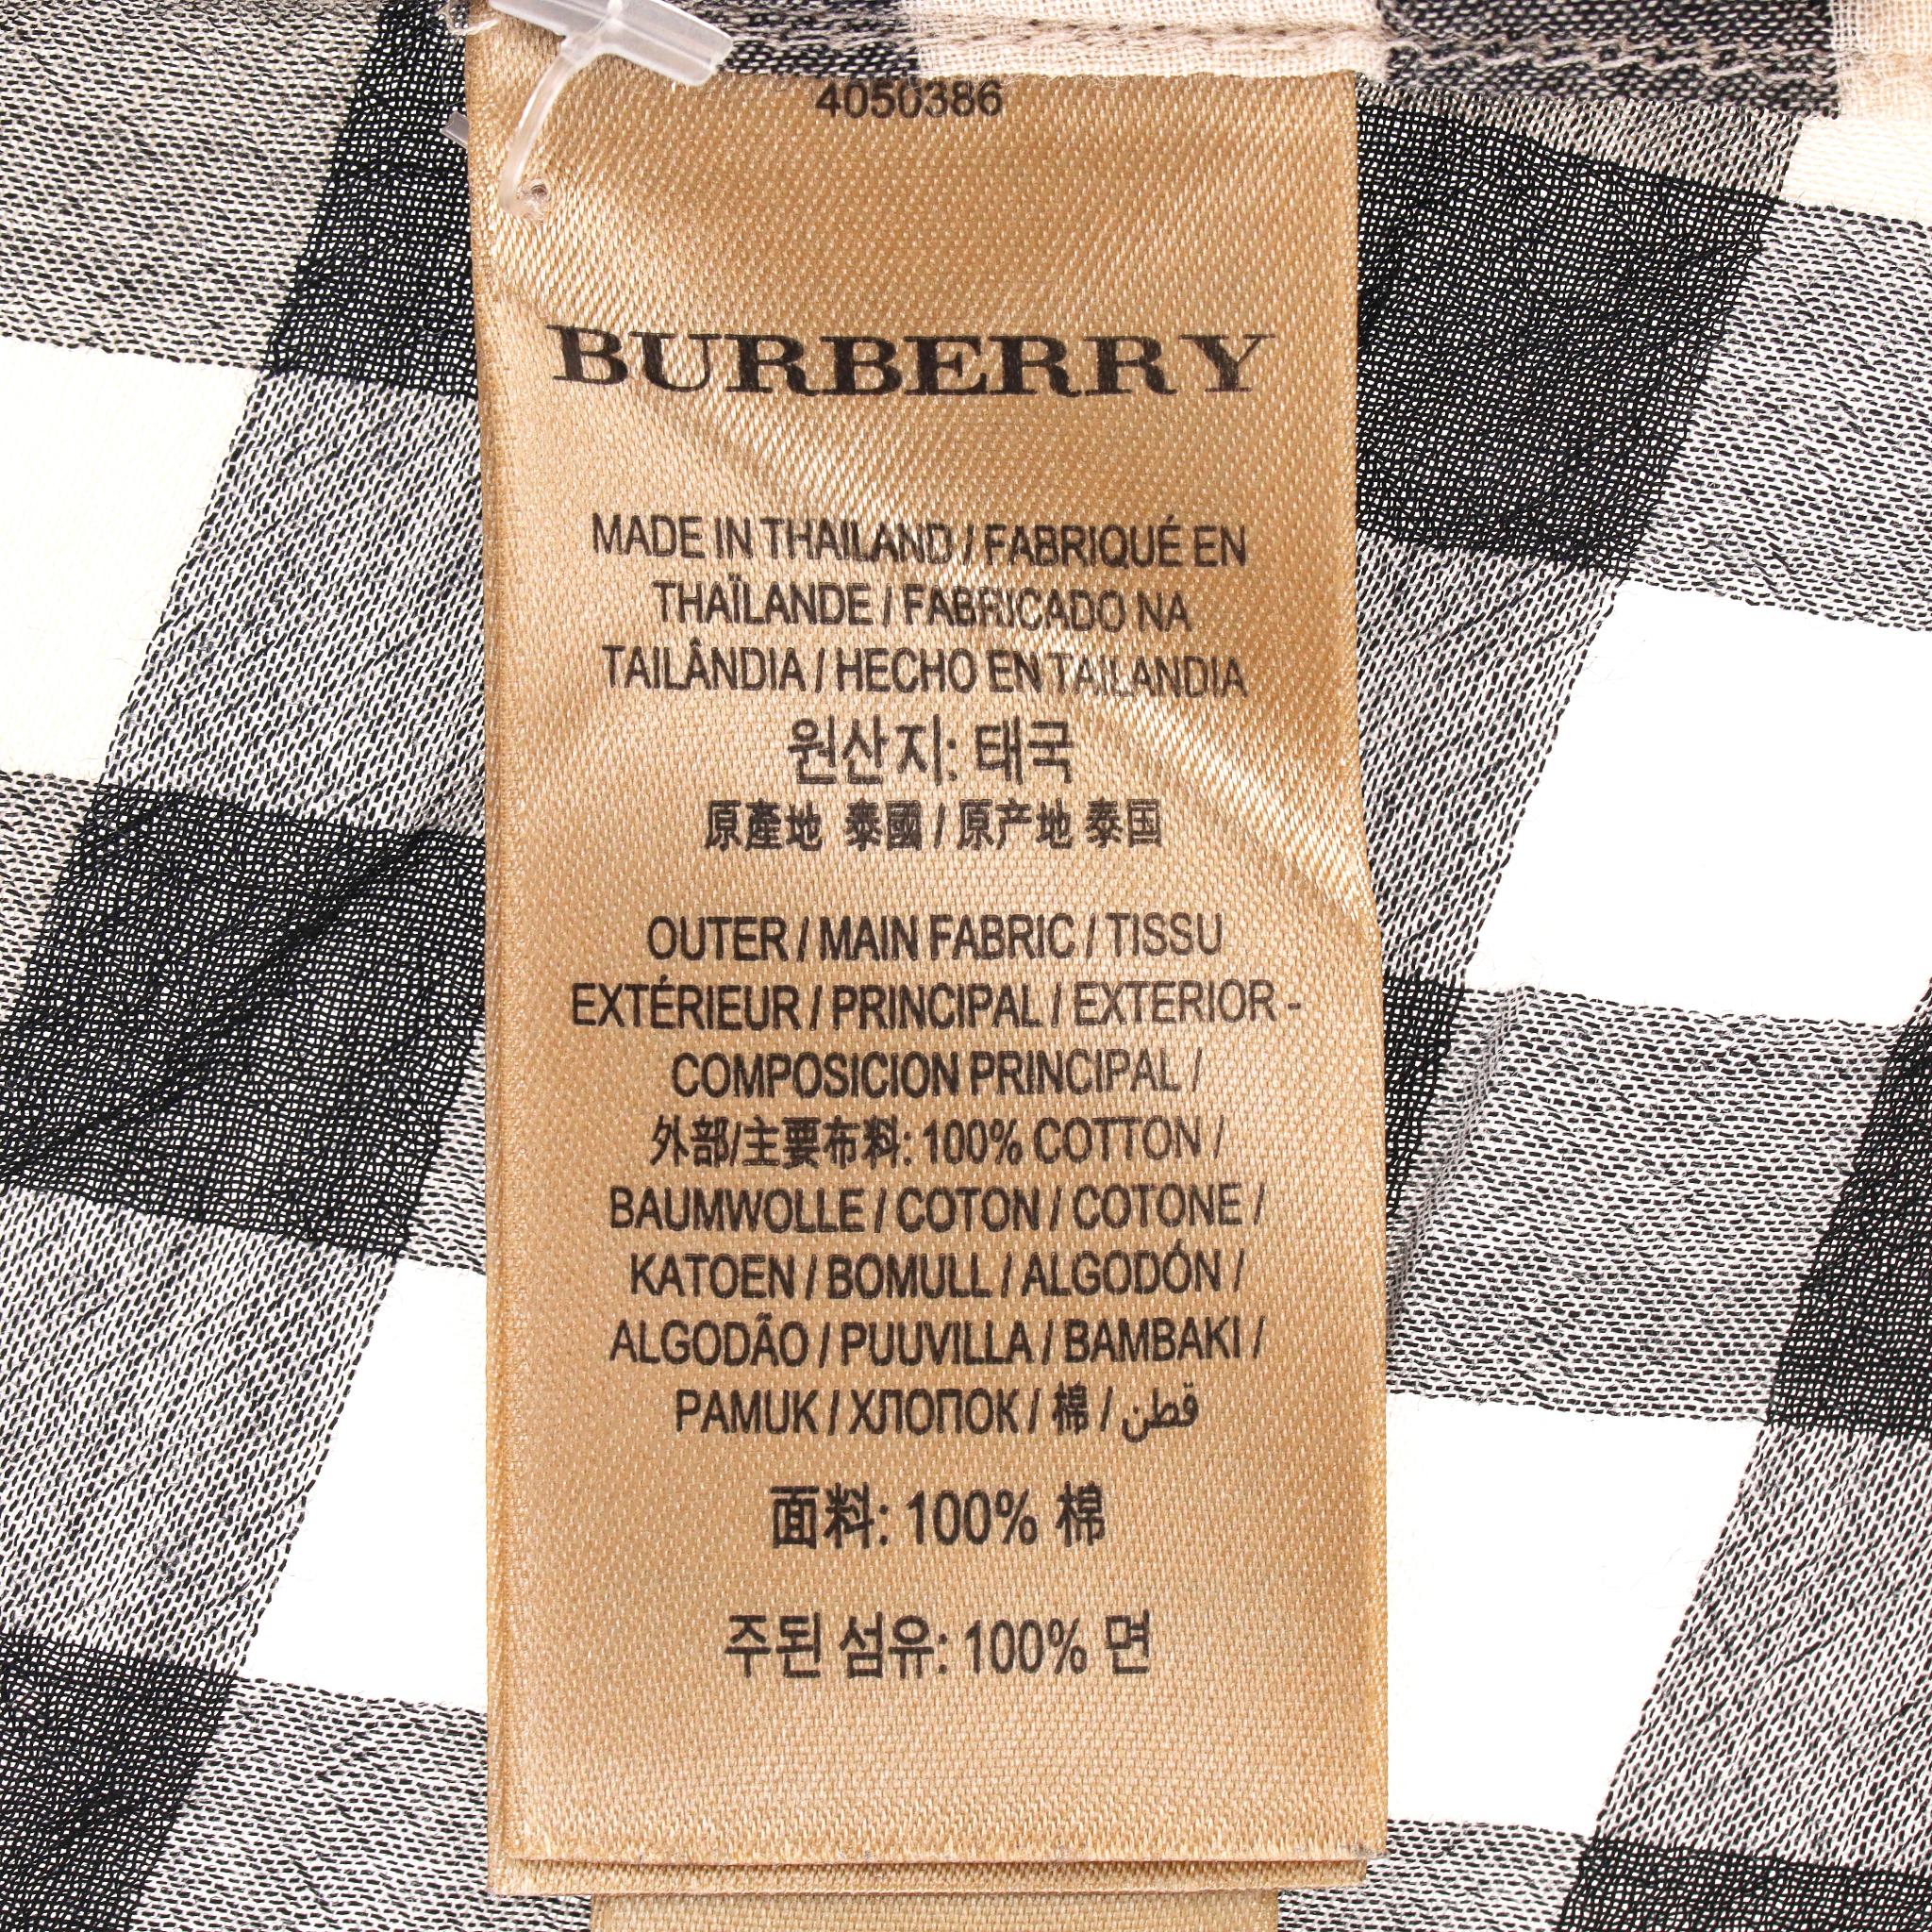 4050386
BURBERRY
MADE IN THAILAND / FABRIQUÉ EN
THAÏLANDE / FABRICADO NA
TAILÂNDIA / HECHO EN TAILANDIA
원산지: 태국
原產地 泰國 / 原产地 泰国
OUTER / MAIN FABRIC / TISSU
EXTÉRIEUR / PRINCIPAL / EXTERIOR -
COMPOSICION PRINCIPAL /
外部/主要布料: 100% COTTON /
BAUMWOLLE / COTON / COTONE /
KATOEN / BOMULL / ALGODÓN /
ALGODÃO / PUUVILLA / BAMBAKI /
PAMUK / ХЛОПОК / 棉 / قطن
面料: 100% 棉
주된 섬유: 100% 면